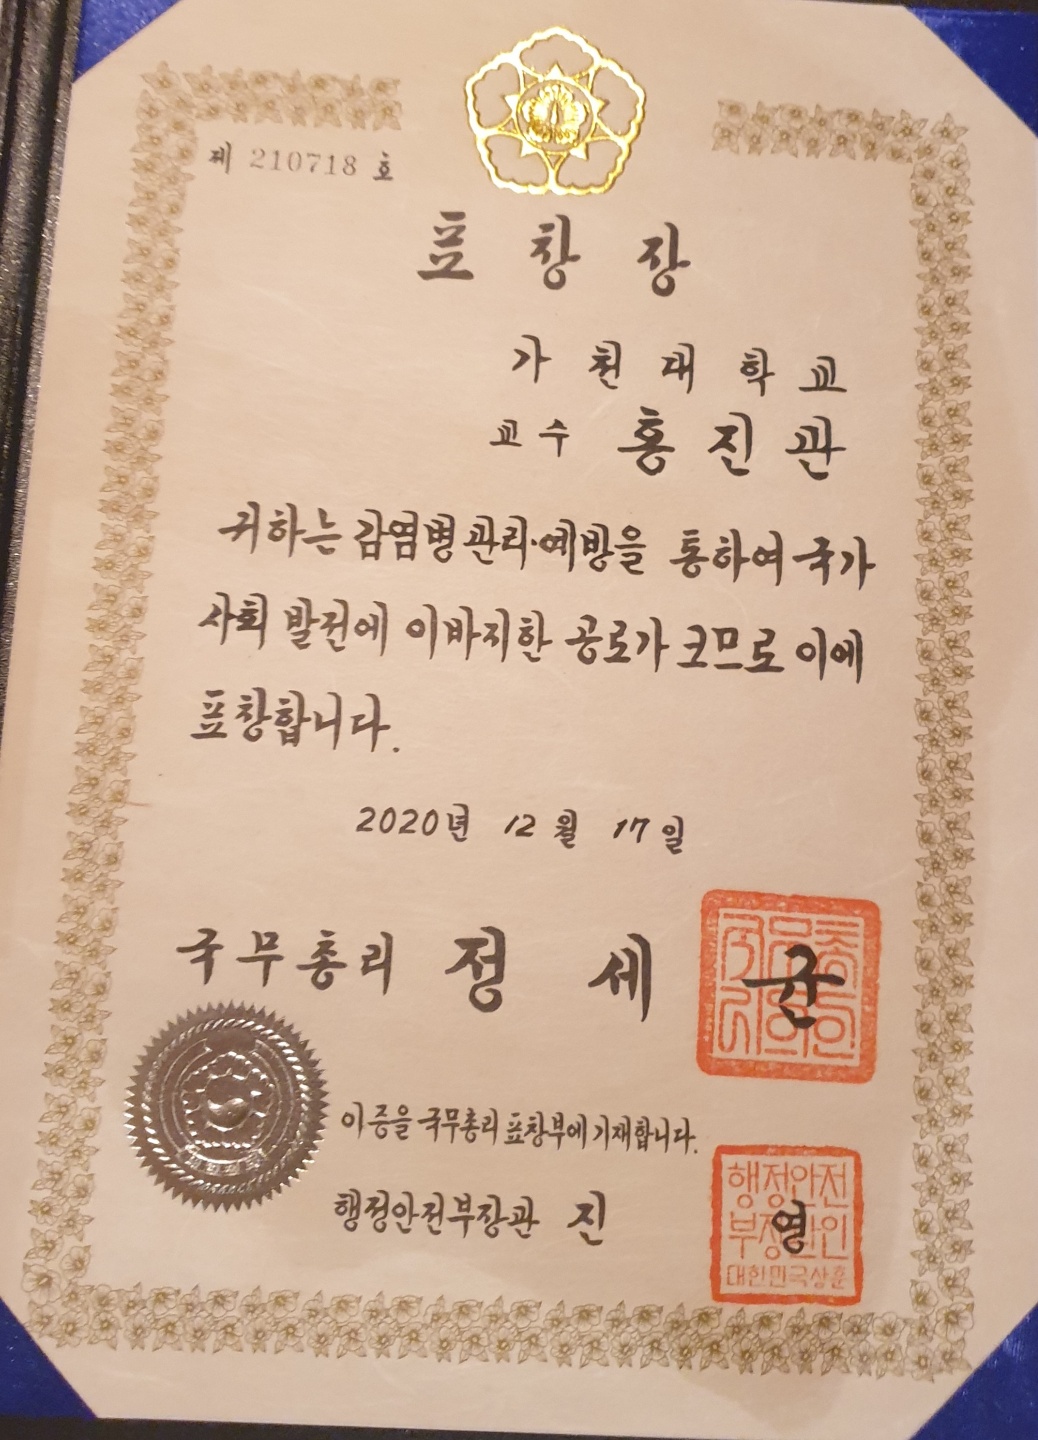 제 210718 호
표 창 장
가 천 대 학 교
교 수 홍 진 관
귀하는 감염병 관리·예방을 통하여 국가
사회 발전에 이바지한 공로가 크므로 이에
표창합니다.
2020년 12월 17일
국무총리 정 세 균
이 증을 국무총리 표창부에 기재합니다.
행정안전부장관 진 영
행정안전
부장관인
대한민국상훈